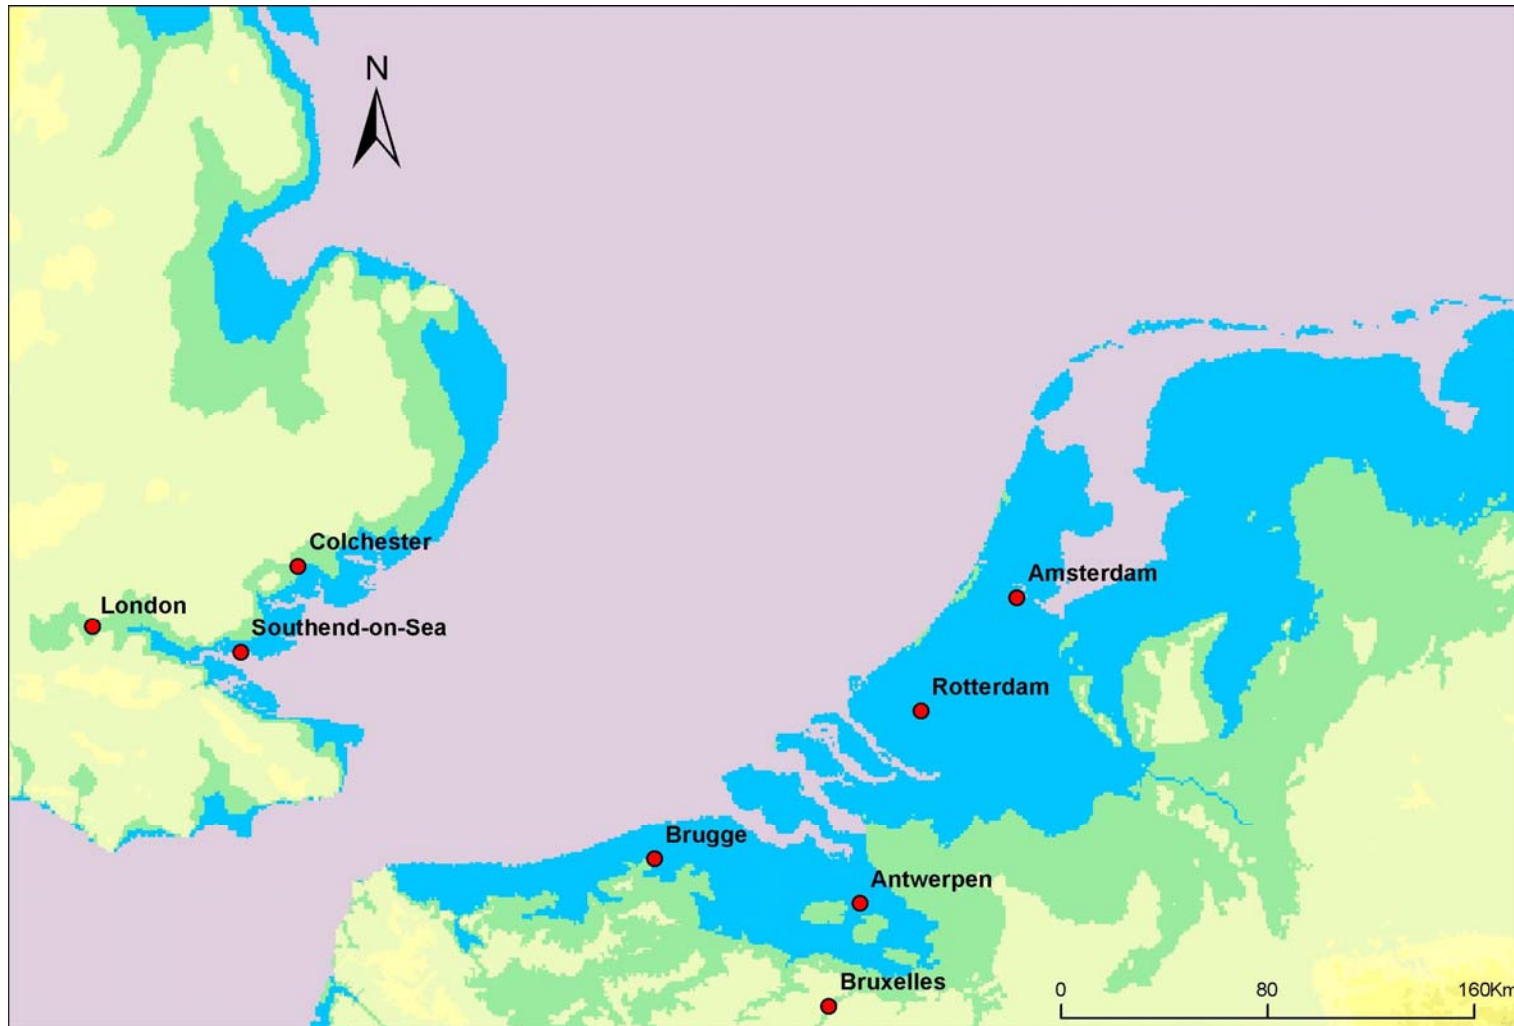 N
Colchester
London
Southend-on-Sea
Amsterdam
Rotterdam
Brugge
Antwerpen
Bruxelles
0 80 160Km